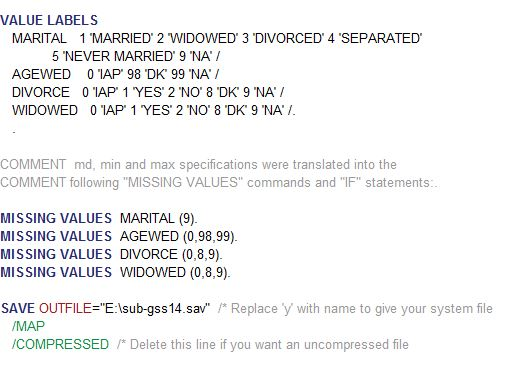 VALUE LABELS
MARITAL 1 'MARRIED' 2 'WIDOWED' 3 'DIVORCED' 4 'SEPARATED'
5 'NEVER MARRIED' 9 'NA' /
AGEWED 0 'IAP' 98 'DK' 99 'NA' /
DIVORCE 0 'IAP' 1 'YES' 2 'NO' 8 'DK' 9 'NA' /
WIDOWED 0 'IAP' 1 'YES' 2 'NO' 8 'DK' 9 'NA' /.
.
COMMENT md, min and max specifications were translated into the
COMMENT following "MISSING VALUES" commands and "IF" statements:.
MISSING VALUES MARITAL (9).
MISSING VALUES AGEWED (0,98,99).
MISSING VALUES DIVORCE (0,8,9).
MISSING VALUES WIDOWED (0,8,9).
SAVE OUTFILE="E:\sub-gss14.sav" /* Replace 'y' with name to give your system file
/MAP
/COMPRESSED /* Delete this line if you want an uncompressed file